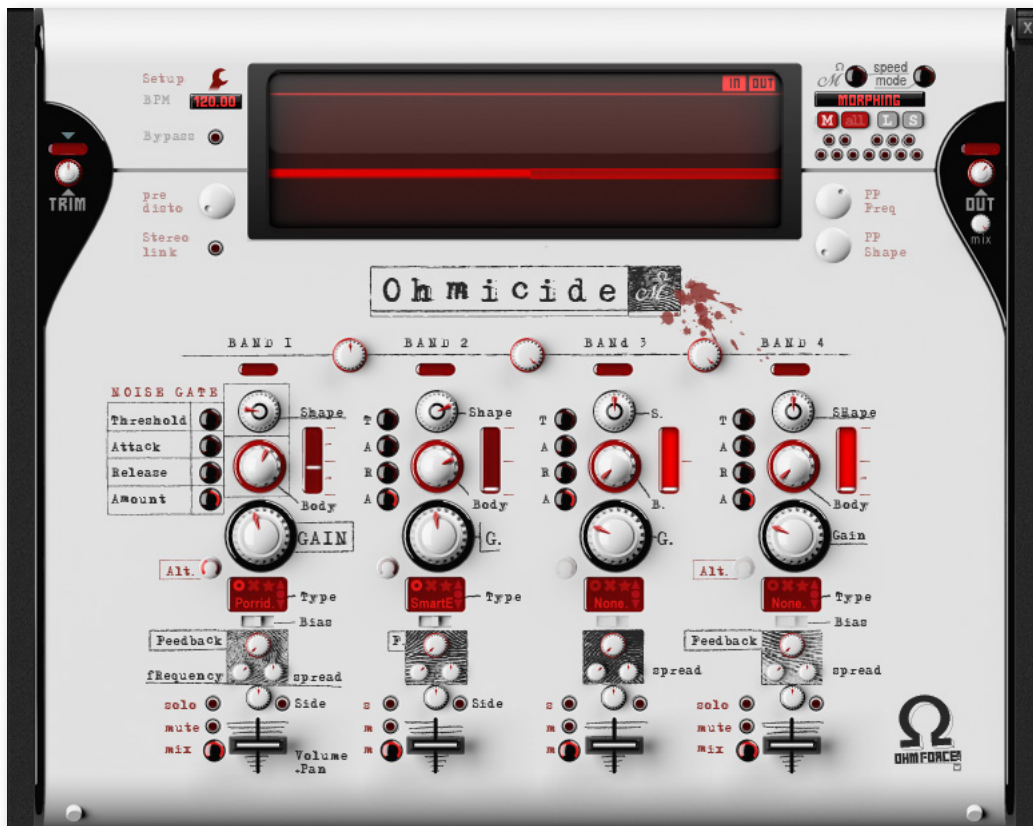 X
Setup
BPM 120.00
Bypass
IN OUT
Ω M speed mode
MORPHING
M all L S
TRIM
pre disto
Stereo link
PP Freq
PP Shape
OUT
mix
Ohmicide
BAND 1 BAND 2 BANd 3 BAND 4
NOISE GATE
Threshold Shape T Shape T S. T SHape
Attack A A A
Release R R R
Amount A A A
Body Body B. Body
GAIN G. G. Gain
Alt. Alt.
Porrid. Type SmartE Type None. None. Type
Bias Bias
Feedback F. Feedback
fRequency spread spread spread
solo Side s Side s solo
mute m m mute
mix m m mix
Volume
+Pan
Ω
OHM FORCE